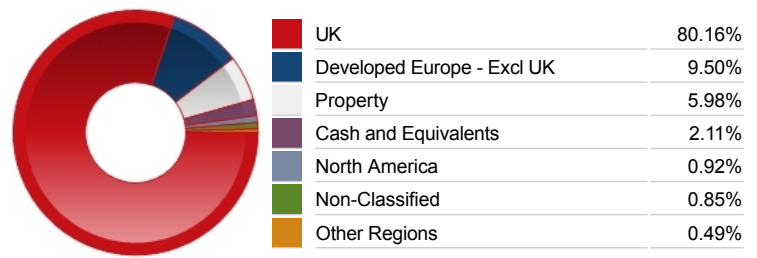 UK 80.16%
Developed Europe - Excl UK 9.50%
Property 5.98%
Cash and Equivalents 2.11%
North America 0.92%
Non-Classified 0.85%
Other Regions 0.49%